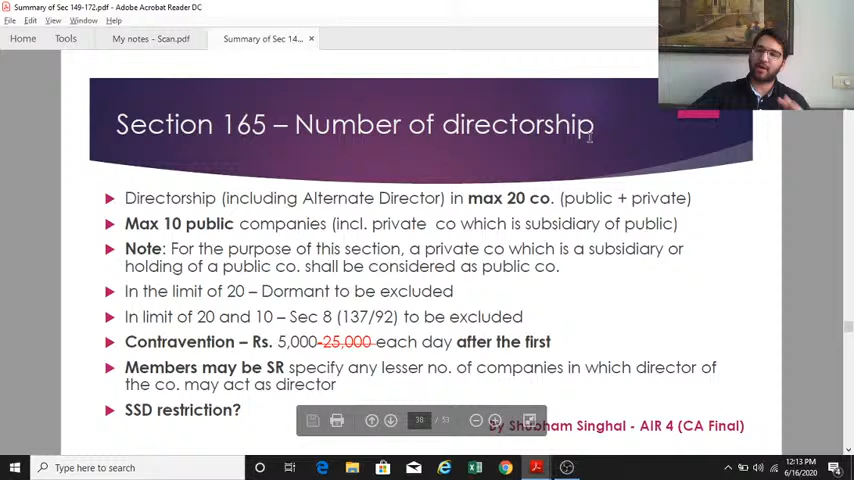 Summary of Sec 149-172.pdf - Adobe Acrobat Reader DC
File Edit View Window Help
Home Tools My notes - Scan.pdf Summary of Sec 14... ×
Section 165 – Number of directorship
Directorship (including Alternate Director) in max 20 co. (public + private)
Max 10 public companies (incl. private co which is subsidiary of public)
Note: For the purpose of this section, a private co which is a subsidiary or
holding of a public co. shall be considered as public co.
In the limit of 20 – Dormant to be excluded
In limit of 20 and 10 – Sec 8 (137/92) to be excluded
Contravention – Rs. 5,000-25,000 each day after the first
Members may be SR specify any lesser no. of companies in which director of
the co. may act as director
SSD restriction?
38 / 53
By Shubham Singhal - AIR 4 (CA Final)
Type here to search
12:13 PM
6/16/2020